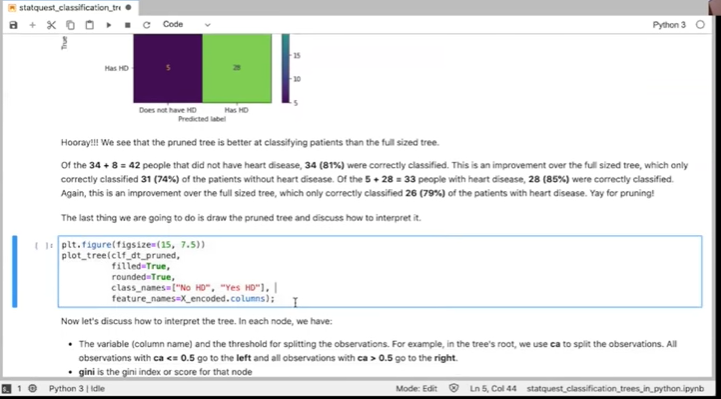 statquest_classification_tre
Code
Python 3
True
Has HD
5
28
15
10
5
Does not have HD
Has HD
Predicted label
Hooray!!! We see that the pruned tree is better at classifying patients than the full sized tree.
Of the 34 + 8 = 42 people that did not have heart disease, 34 (81%) were correctly classified. This is an improvement over the full sized tree, which only
correctly classified 31 (74%) of the patients without heart disease. Of the 5 + 28 = 33 people with heart disease, 28 (85%) were correctly classified.
Again, this is an improvement over the full sized tree, which only correctly classified 26 (79%) of the patients with heart disease. Yay for pruning!
The last thing we are going to do is draw the pruned tree and discuss how to interpret it.
[ ]:
plt.figure(figsize=(15, 7.5))
plot_tree(clf_dt_pruned,
filled=True,
rounded=True,
class_names=["No HD", "Yes HD"],
feature_names=X_encoded.columns);
Now let's discuss how to interpret the tree. In each node, we have:
• The variable (column name) and the threshold for splitting the observations. For example, in the tree's root, we use ca to split the observations. All
observations with ca <= 0.5 go to the left and all observations with ca > 0.5 go to the right.
• gini is the gini index or score for that node
1
Python 3 | Idle
Mode: Edit
Ln 5, Col 44
statquest_classification_trees_in_python.ipynb